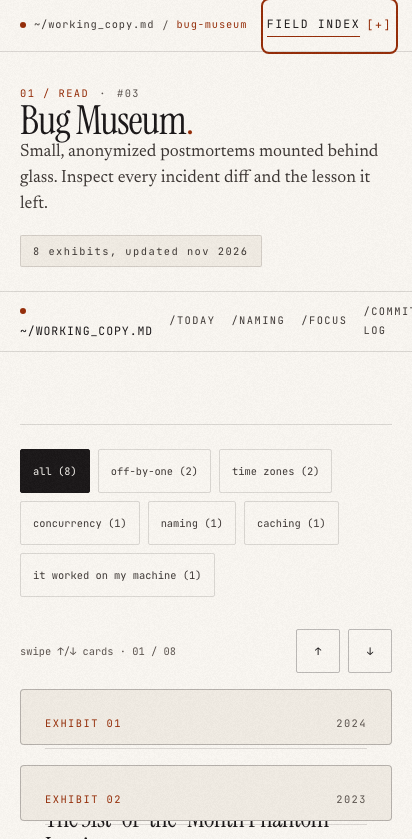 ~/working_copy.md / bug-museum
FIELD INDEX [+]
01 / READ · #03
Bug Museum.
Small, anonymized postmortems mounted behind
glass. Inspect every incident diff and the lesson it
left.
8 exhibits, updated nov 2026
~/WORKING_COPY.MD /TODAY /NAMING /FOCUS
LOG
all (8) off-by-one (2) time zones (2)
concurrency (1) naming (1) caching (1)
it worked on my machine (1)
swipe ↑/↓ cards · 01 / 08 ↑ ↓
EXHIBIT 01 2024
EXHIBIT 02 2023